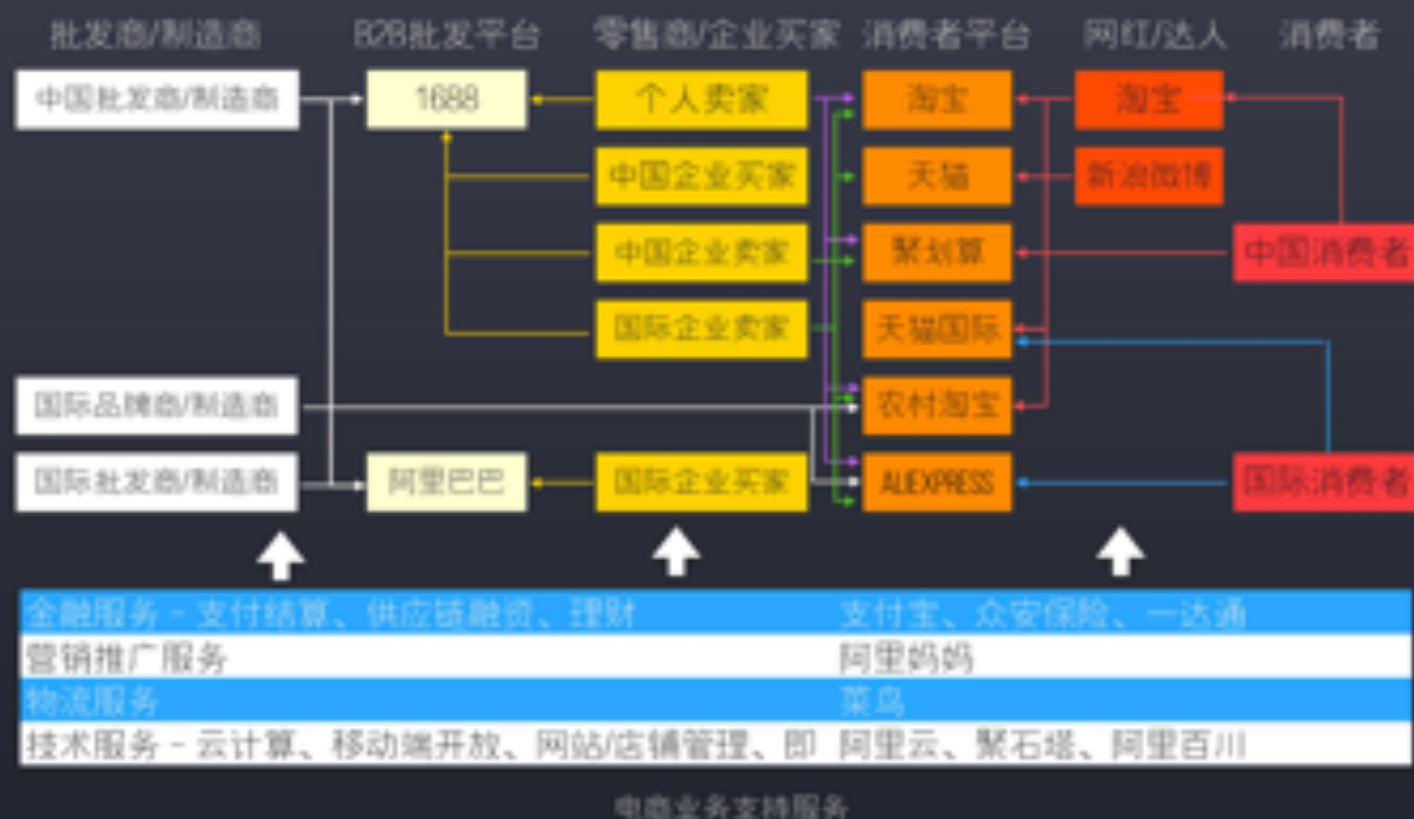 批发商/制造商 B2B批发平台 零售商/企业买家 消费者平台 网红/达人 消费者
中国批发商/制造商 1688 个人卖家 淘宝 淘宝
中国企业买家 天猫 新浪微博
中国企业卖家 聚划算 中国消费者
国际企业卖家 天猫国际
国际品牌商/制造商 农村淘宝
国际批发商/制造商 阿里巴巴 国际企业买家 ALIEXPRESS 国际消费者
金融服务 - 支付结算、供应链融资、理财 支付宝、众安保险、一达通
营销推广服务 阿里妈妈
物流服务 菜鸟
技术服务 - 云计算、移动端开放、网站/店铺管理、即 阿里云、聚石塔、阿里百川
电商业务支持服务